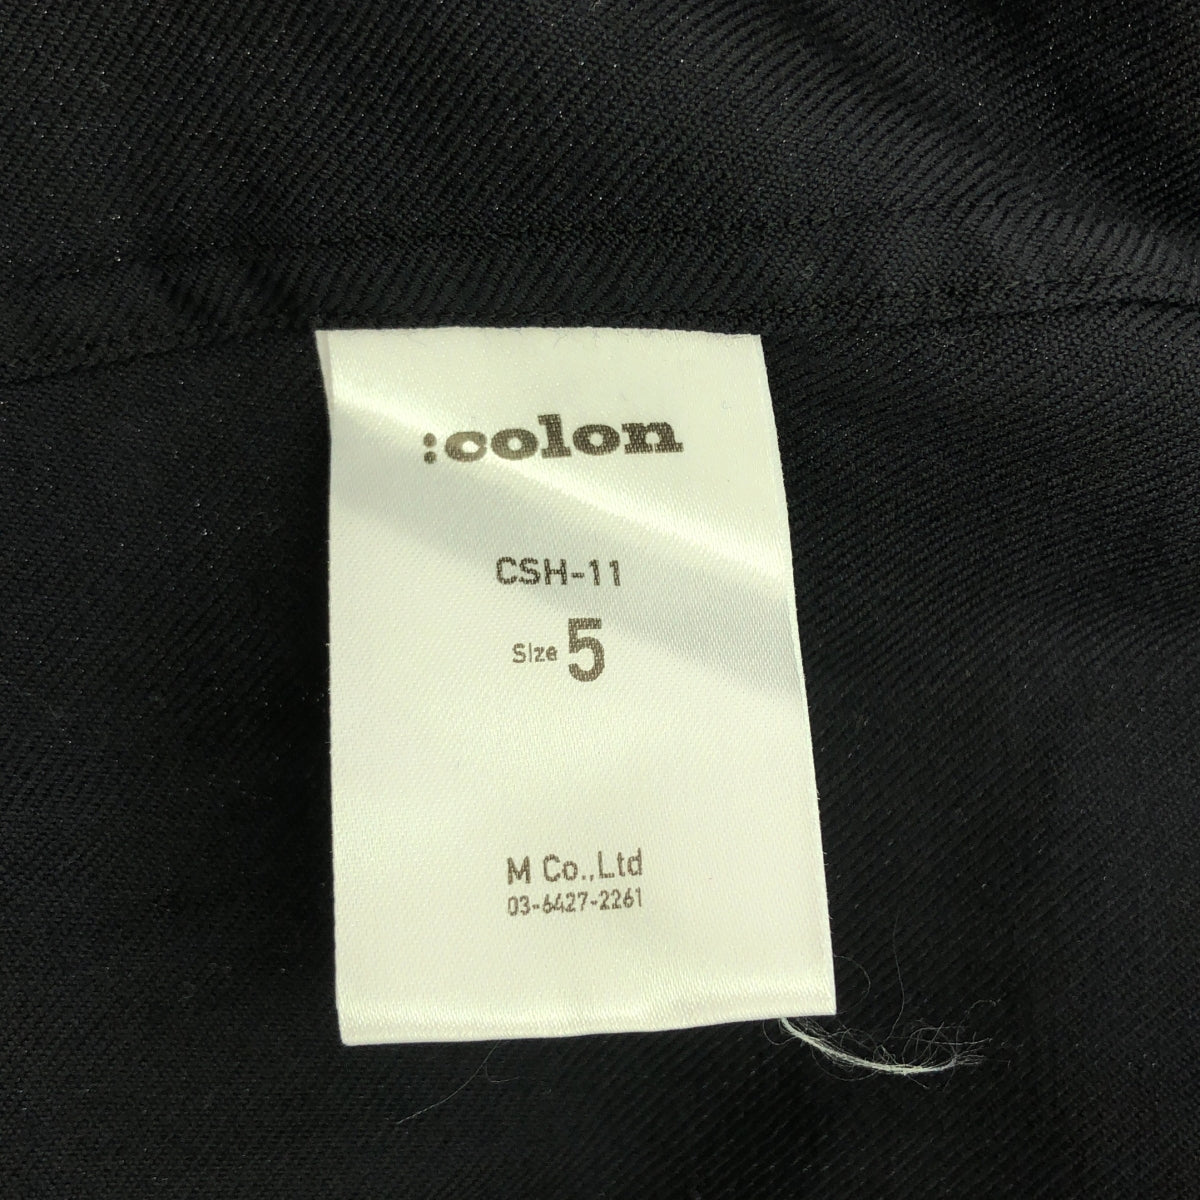 :colon
CSH-11
Size 5
M Co.,Ltd
03-6427-2261